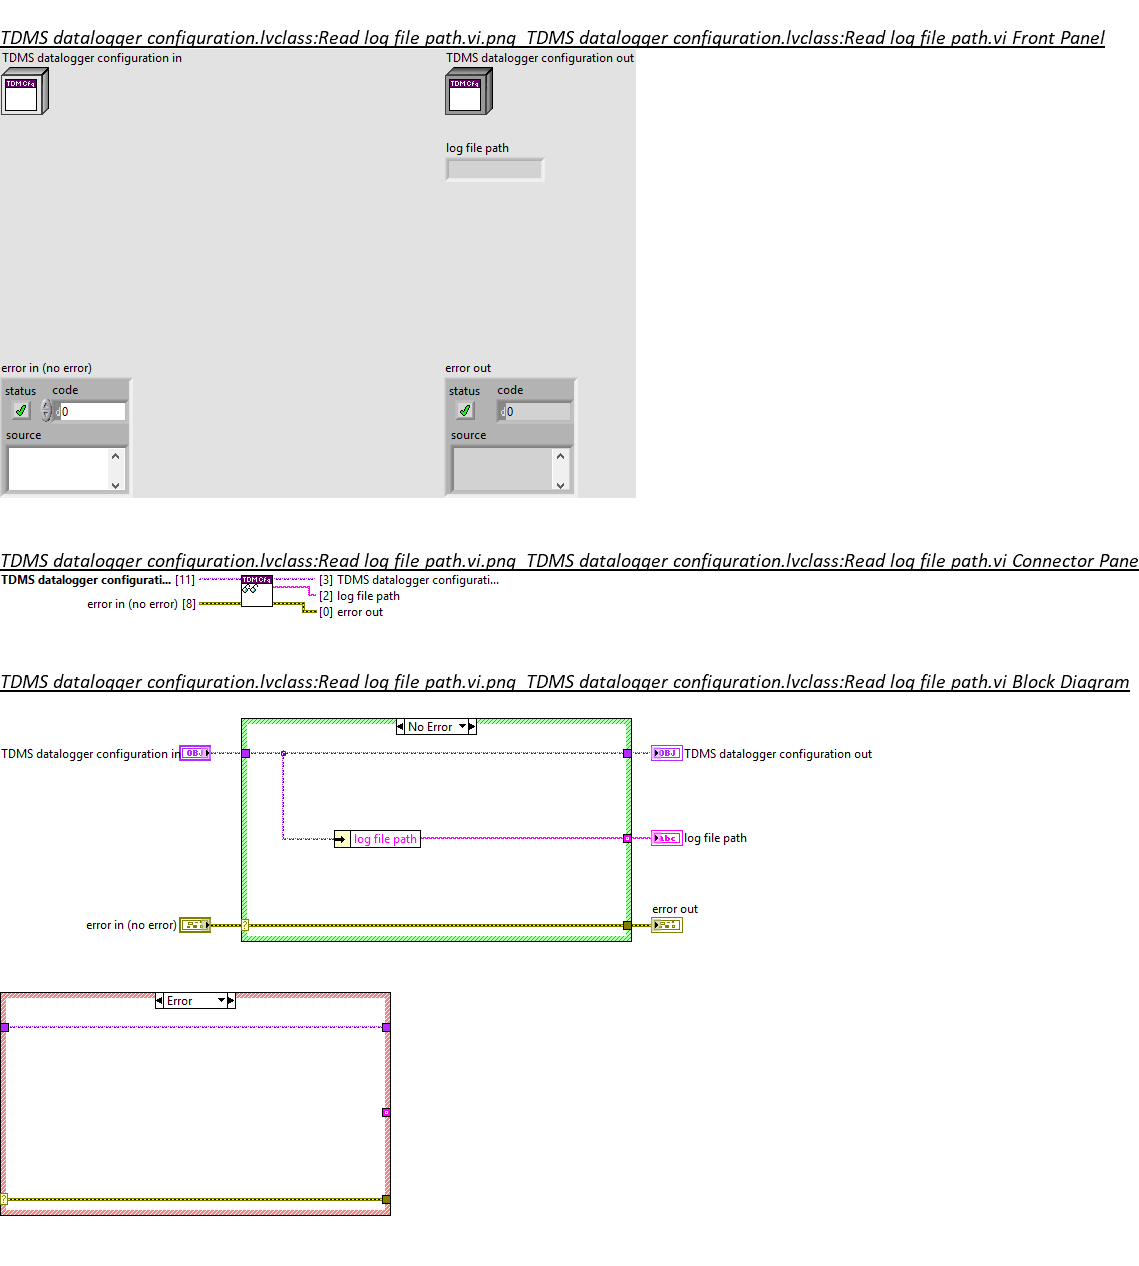 TDMS datalogger configuration.lvclass:Read log file path.vi.png TDMS datalogger configuration.lvclass:Read log file path.vi Front Panel
TDMS datalogger configuration in
TDMS datalogger configuration out
TDM Cfg
TDM Cfg
log file path
error in (no error)
error out
status code
status code
d 0
d 0
source
source
TDMS datalogger configuration.lvclass:Read log file path.vi.png TDMS datalogger configuration.lvclass:Read log file path.vi Connector Pane
TDMS datalogger configurati... [11]
TDM Cfg
[3] TDMS datalogger configurati...
[2] log file path
error in (no error) [8]
[0] error out
TDMS datalogger configuration.lvclass:Read log file path.vi.png TDMS datalogger configuration.lvclass:Read log file path.vi Block Diagram
No Error
TDMS datalogger configuration in
OBJ
OBJ
TDMS datalogger configuration out
log file path
abc
log file path
error out
error in (no error)
?
Error
?